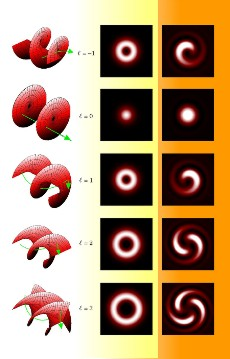 ℓ = −1
ℓ = 0
ℓ = 1
ℓ = 2
ℓ = 3